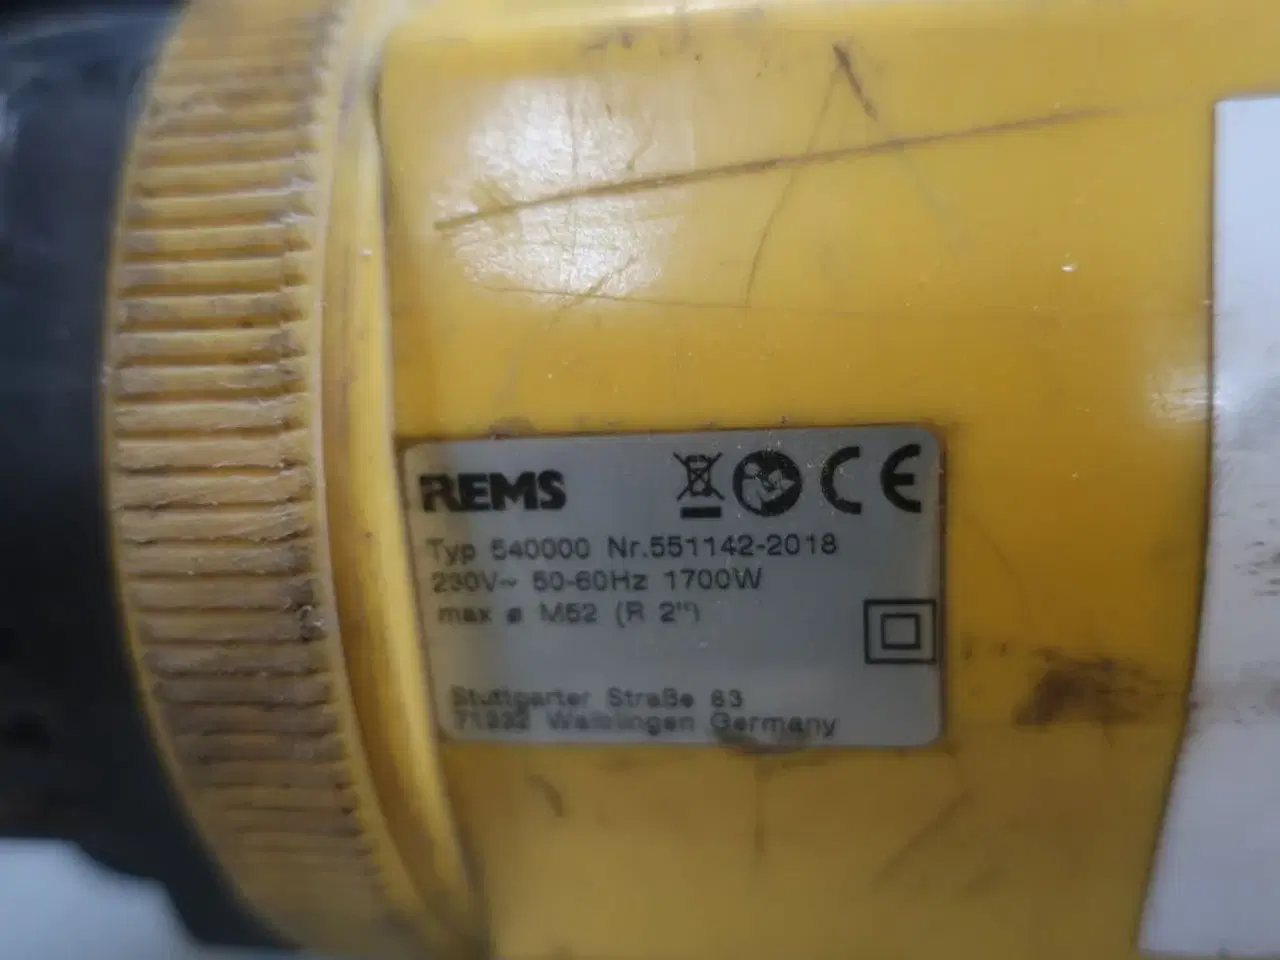 REMS CE
Typ 540000 Nr.551142-2018
230V~ 50-60Hz 1700W
max ø M52 (R 2")
Stuttgarter Straße 83
71332 Waiblingen Germany